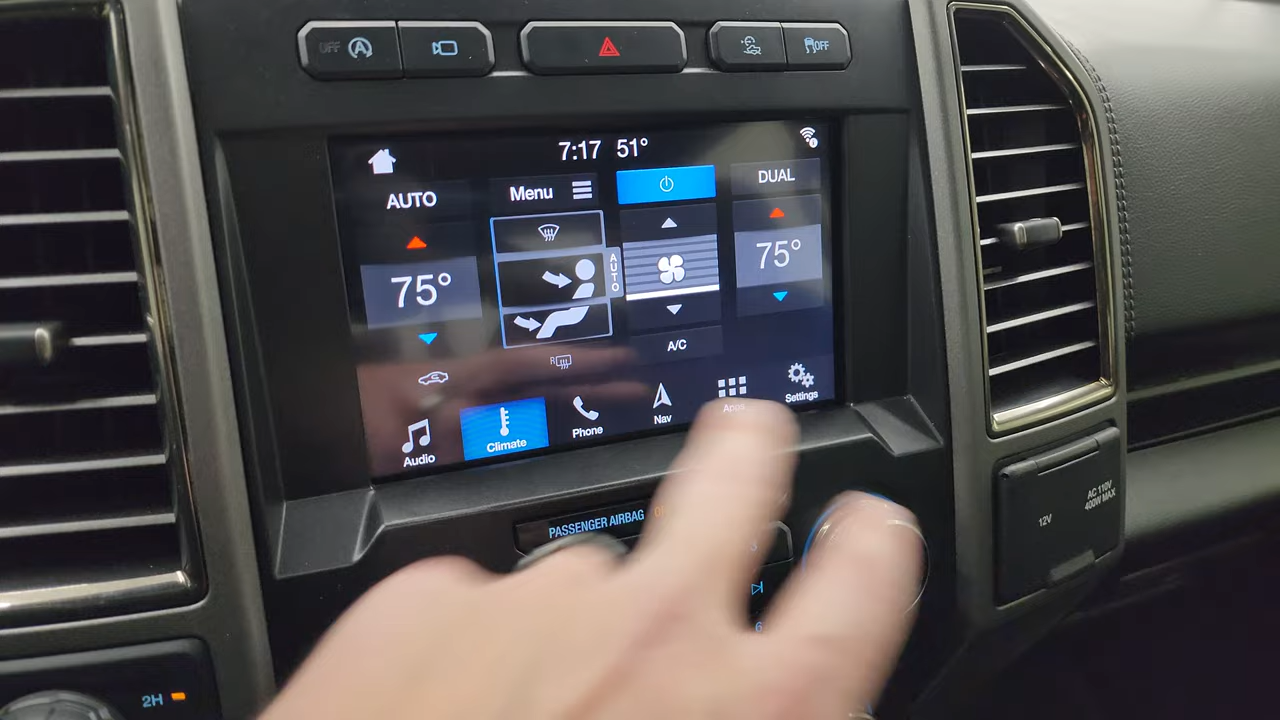 OFF A
OFF
7:17 51°
AUTO
Menu
DUAL
75°
AUTO
75°
A/C
R
Audio
Climate
Phone
Nav
Apps
Settings
PASSENGER AIRBAG
12V
AC 110V
400W MAX
2H